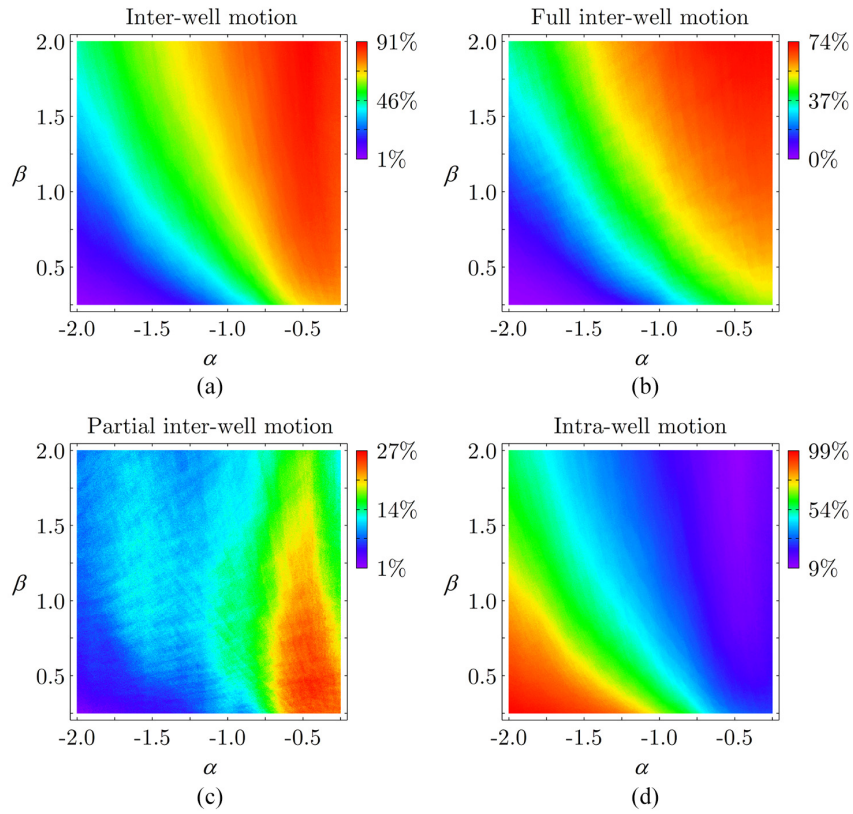 Inter-well motion
2.0
1.5
1.0
0.5
β
-2.0 -1.5 -1.0 -0.5
α
91%
46%
1%
(a)
Full inter-well motion
2.0
1.5
1.0
0.5
β
-2.0 -1.5 -1.0 -0.5
α
74%
37%
0%
(b)
Partial inter-well motion
2.0
1.5
1.0
0.5
β
-2.0 -1.5 -1.0 -0.5
α
27%
14%
1%
(c)
Intra-well motion
2.0
1.5
1.0
0.5
β
-2.0 -1.5 -1.0 -0.5
α
99%
54%
9%
(d)